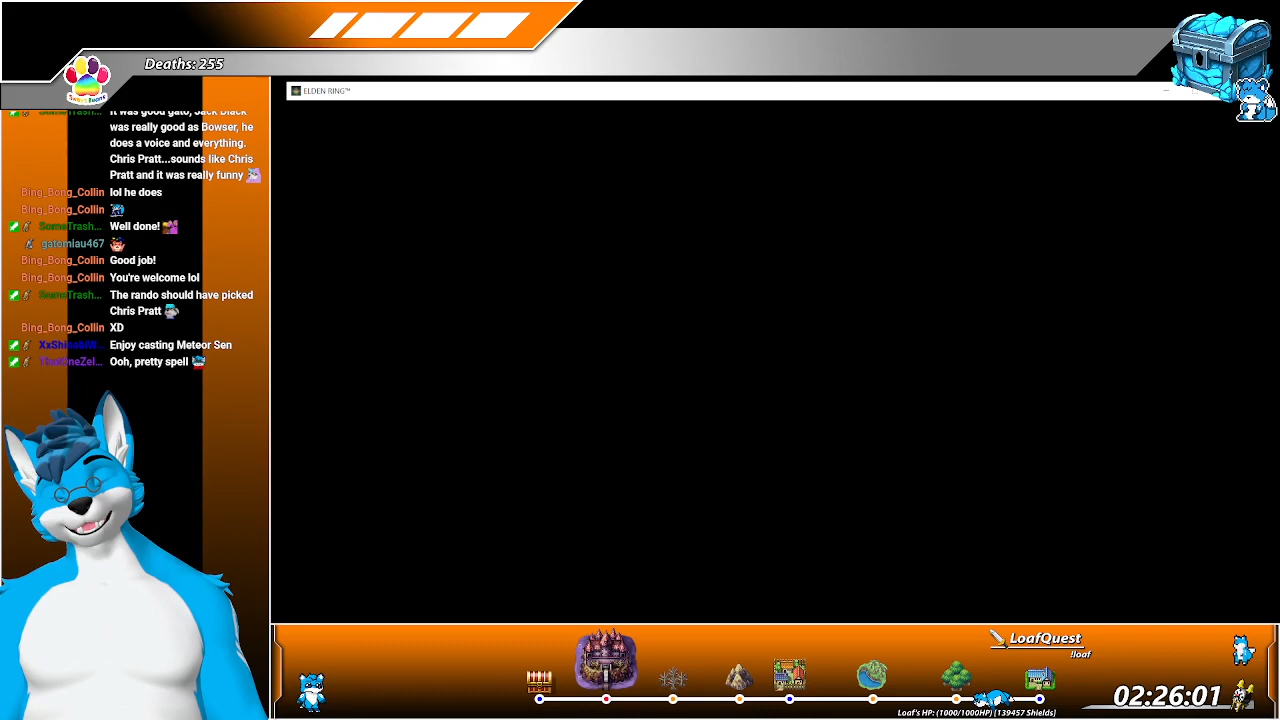 Deaths: 255
ELDEN RING™
it was good gato, Jack Black
was really good as Bowser, he
does a voice and everything.
Chris Pratt...sounds like Chris
Pratt and it was really funny
Bing_Bong_Collin lol he does
Bing_Bong_Collin
SomeTrash... Well done!
gatomiau467
Bing_Bong_Collin Good job!
Bing_Bong_Collin You're welcome lol
SomeTrash... The rando should have picked
Chris Pratt
Bing_Bong_Collin XD
Enjoy casting Meteor Sen
Ooh, pretty spell
LoafQuest
!loaf
02:26:01
Loaf's HP: (1000/1000HP) [139457 Shields]